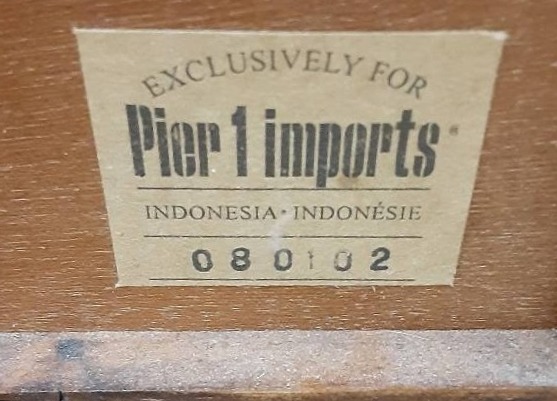 EXCLUSIVELY FOR
Pier 1 imports®
INDONESIA · INDONÉSIE
080102